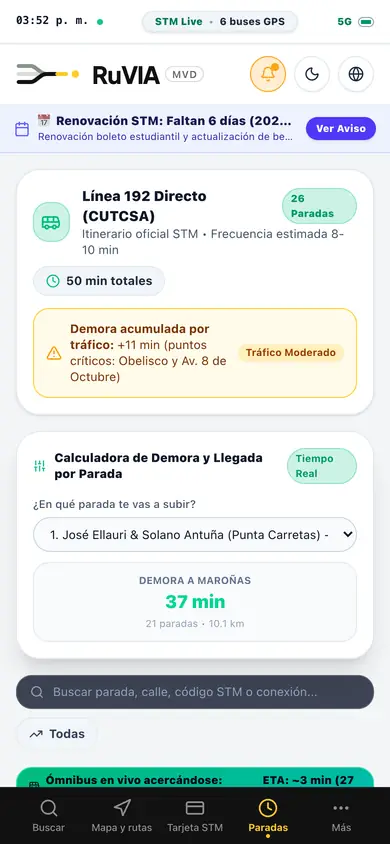 03:52 p. m.
STM Live • 6 buses GPS
5G
RuVIA MVD
📅 Renovación STM: Faltan 6 días (202...
Renovación boleto estudiantil y actualización de be...
Ver Aviso
Línea 192 Directo
(CUTCSA)
26
Paradas
Itinerario oficial STM • Frecuencia estimada 8-
10 min
50 min totales
Demora acumulada por
tráfico: +11 min (puntos
críticos: Obelisco y Av. 8 de
Octubre)
Tráfico Moderado
Calculadora de Demora y Llegada
por Parada
Tiempo
Real
¿En qué parada te vas a subir?
1. José Ellauri & Solano Antuña (Punta Carretas) -
DEMORA A MAROÑAS
37 min
21 paradas • 10.1 km
Buscar parada, calle, código STM o conexión...
Todas
Ómnibus en vivo acercándose:
ETA: ~3 min (27
Buscar
Mapa y rutas
Tarjeta STM
Paradas
Más